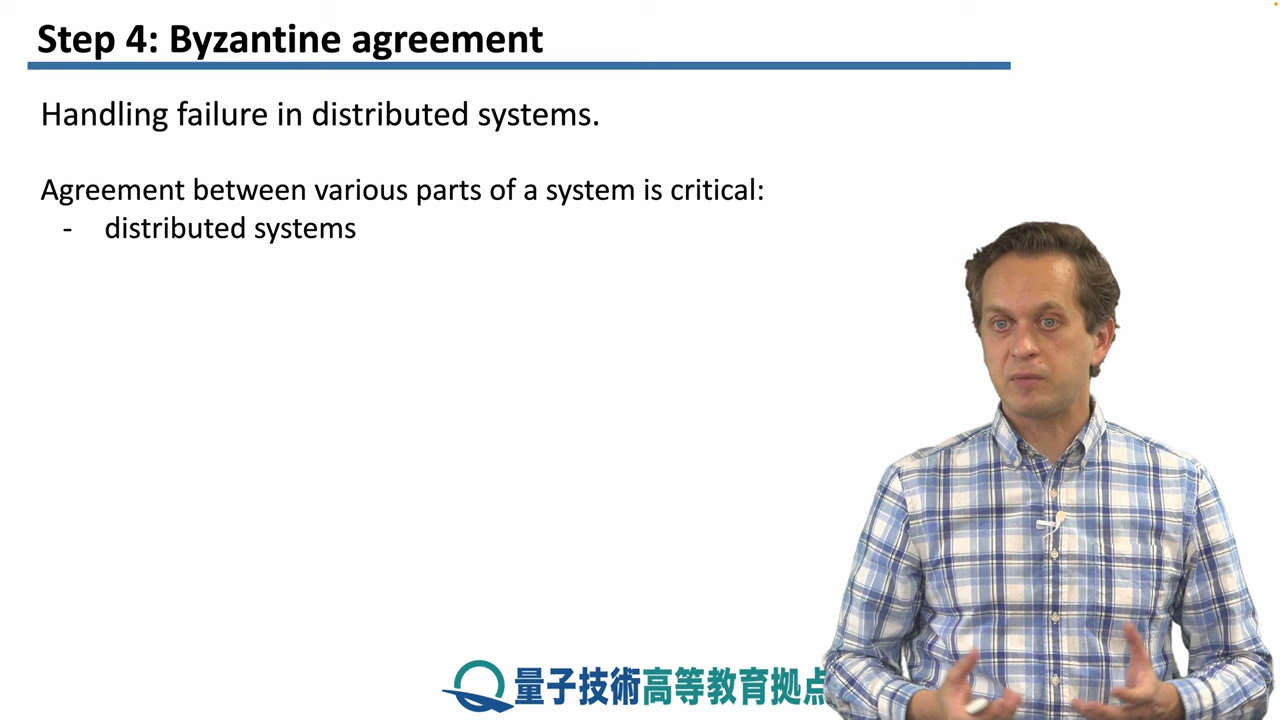 Step 4: Byzantine agreement
Handling failure in distributed systems.
Agreement between various parts of a system is critical:
- distributed systems
量子技術高等教育拠点